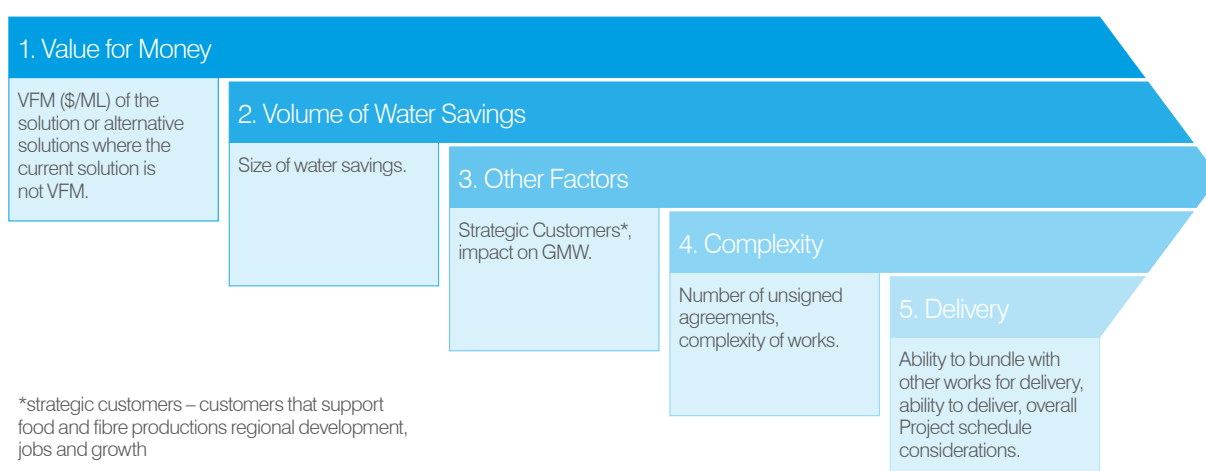 1. Value for Money
VFM ($/ML) of the
solution or alternative
solutions where the
current solution is
not VFM.
2. Volume of Water Savings
Size of water savings.
3. Other Factors
Strategic Customers*,
impact on GMW.
4. Complexity
Number of unsigned
agreements,
complexity of works.
5. Delivery
Ability to bundle with
other works for delivery,
ability to deliver, overall
Project schedule
considerations.
*strategic customers – customers that support
food and fibre productions regional development,
jobs and growth